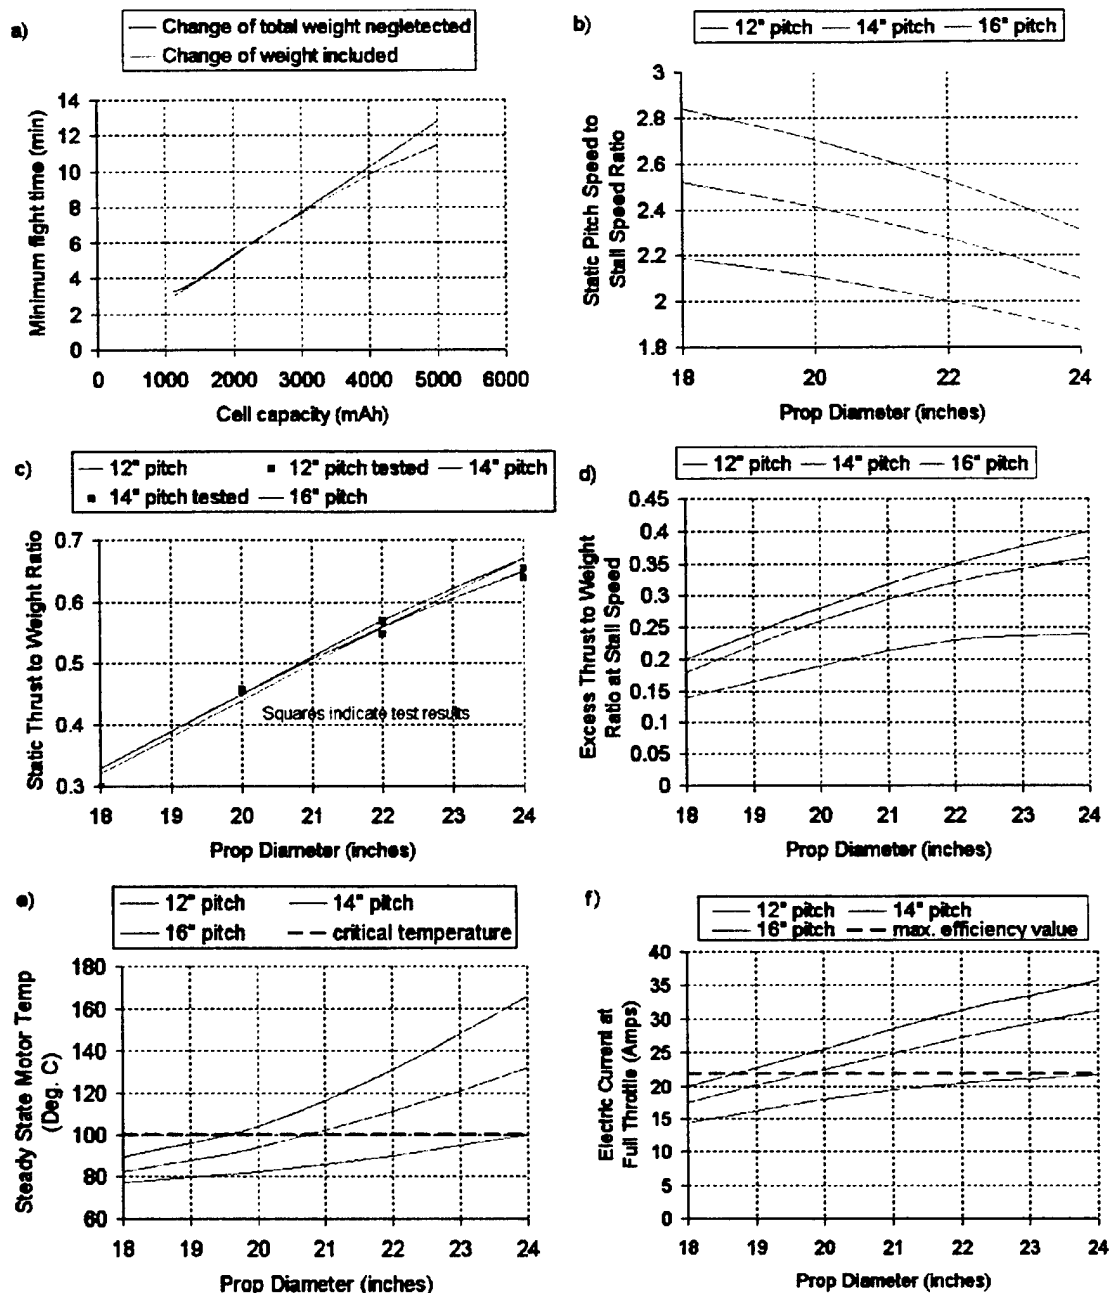 a)
Change of total weight negletected
Change of weight included
14
12
10
8
6
4
2
0
Minimum flight time (min)
0 1000 2000 3000 4000 5000 6000
Cell capacity (mAh)
b)
12" pitch 14" pitch 16" pitch
3
2.8
2.6
2.4
2.2
2
1.8
Static Pitch Speed to
Stall Speed Ratio
18 20 22 24
Prop Diameter (inches)
c)
12" pitch 12" pitch tested 14" pitch
14" pitch tested 16" pitch
0.7
0.6
0.5
0.4
0.3
Static Thrust to Weight Ratio
Squares indicate test results
18 19 20 21 22 23 24
Prop Diameter (inches)
d)
12" pitch 14" pitch 16" pitch
0.45
0.4
0.35
0.3
0.25
0.2
0.15
0.1
0.05
0
Excess Thrust to Weight
Ratio at Stall Speed
18 19 20 21 22 23 24
Prop Diameter (inches)
e)
12" pitch 14" pitch
16" pitch critical temperature
180
160
140
120
100
80
60
Steady State Motor Temp
(Deg. C)
18 19 20 21 22 23 24
Prop Diameter (inches)
f)
12" pitch 14" pitch
16" pitch max. efficiency value
40
35
30
25
20
15
10
5
0
Electric Current at
Full Throttle (Amps)
18 19 20 21 22 23 24
Prop Diameter (inches)